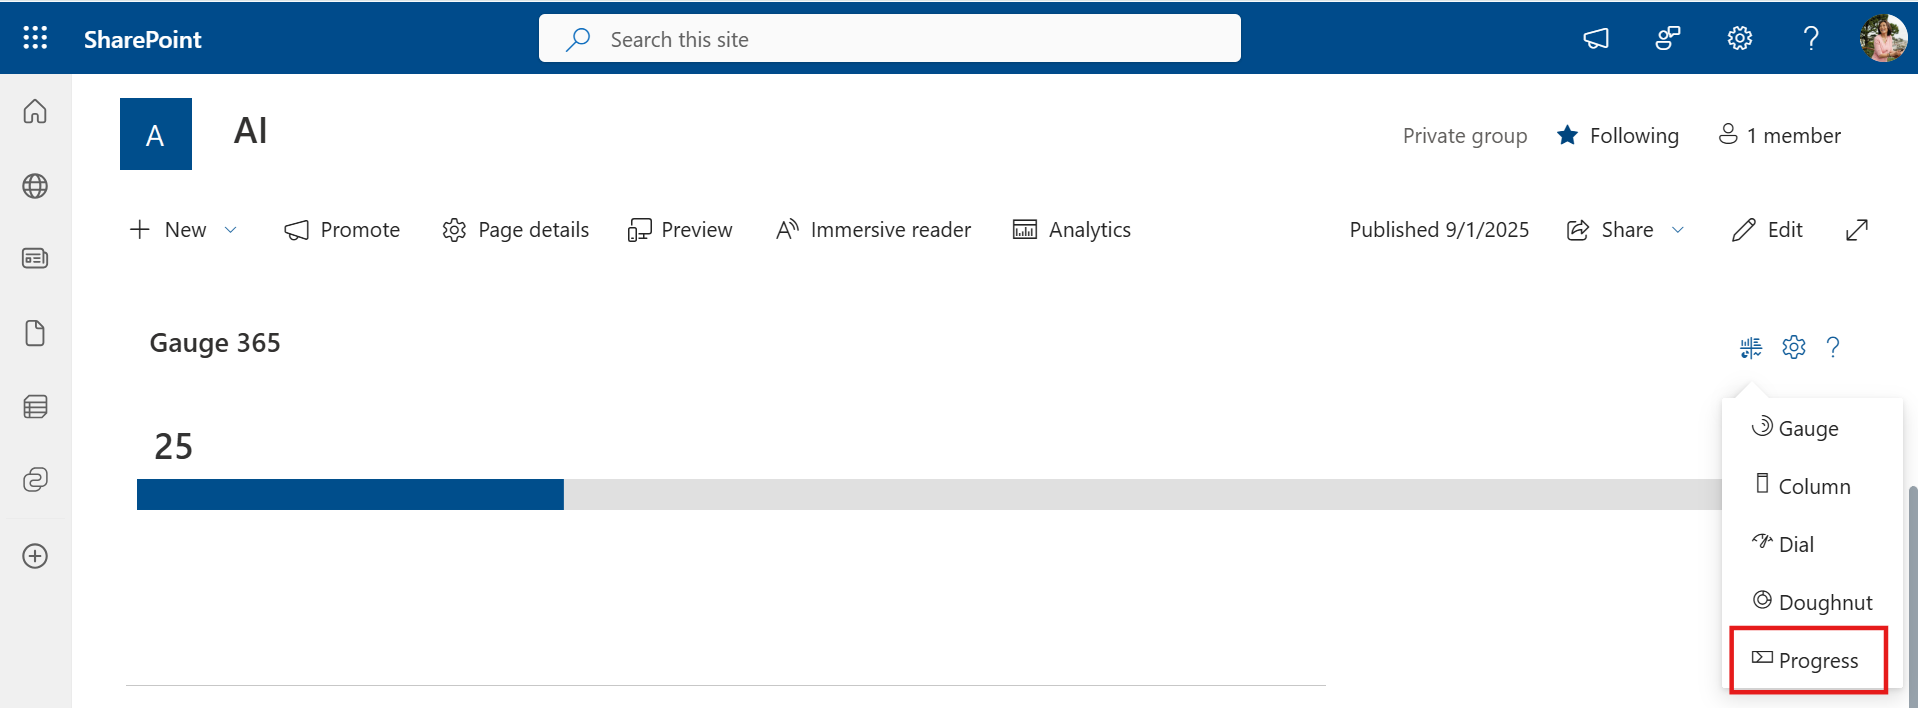 SharePoint
Search this site
A
AI
Private group
Following
1 member
New
Promote
Page details
Preview
Immersive reader
Analytics
Published 9/1/2025
Share
Edit
Gauge 365
25
Gauge
Column
Dial
Doughnut
Progress